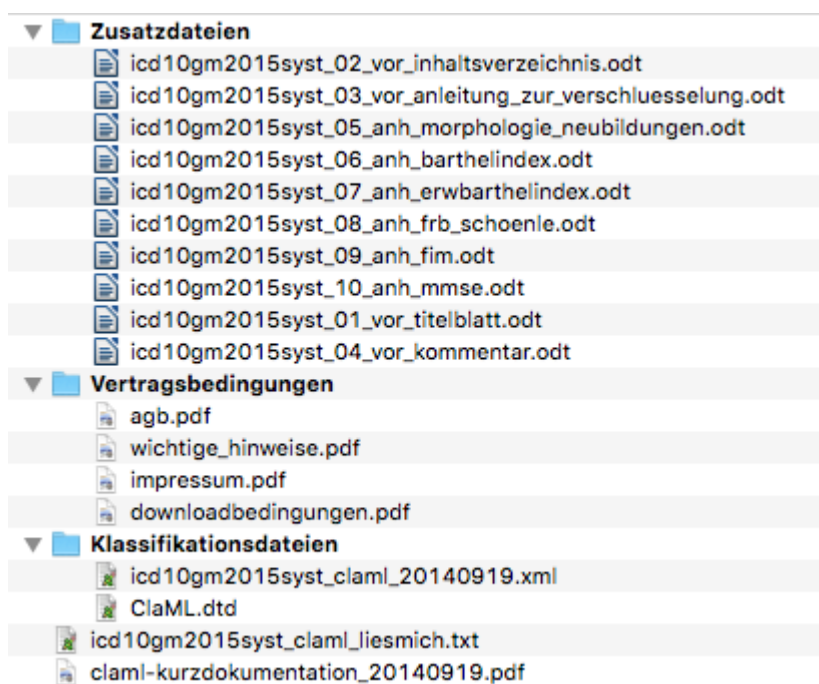 Zusatzdateien
icd10gm2015syst_02_vor_inhaltsverzeichnis.odt
icd10gm2015syst_03_vor_anleitung_zur_verschluesselung.odt
icd10gm2015syst_05_anh_morphologie_neubildungen.odt
icd10gm2015syst_06_anh_barthelindex.odt
icd10gm2015syst_07_anh_erwbarthelindex.odt
icd10gm2015syst_08_anh_frb_schoenle.odt
icd10gm2015syst_09_anh_fim.odt
icd10gm2015syst_10_anh_mmse.odt
icd10gm2015syst_01_vor_titelblatt.odt
icd10gm2015syst_04_vor_kommentar.odt
Vertragsbedingungen
agb.pdf
wichtige_hinweise.pdf
impressum.pdf
downloadbedingungen.pdf
Klassifikationsdateien
icd10gm2015syst_claml_20140919.xml
ClaML.dtd
icd10gm2015syst_claml_liesmich.txt
claml-kurzdokumentation_20140919.pdf